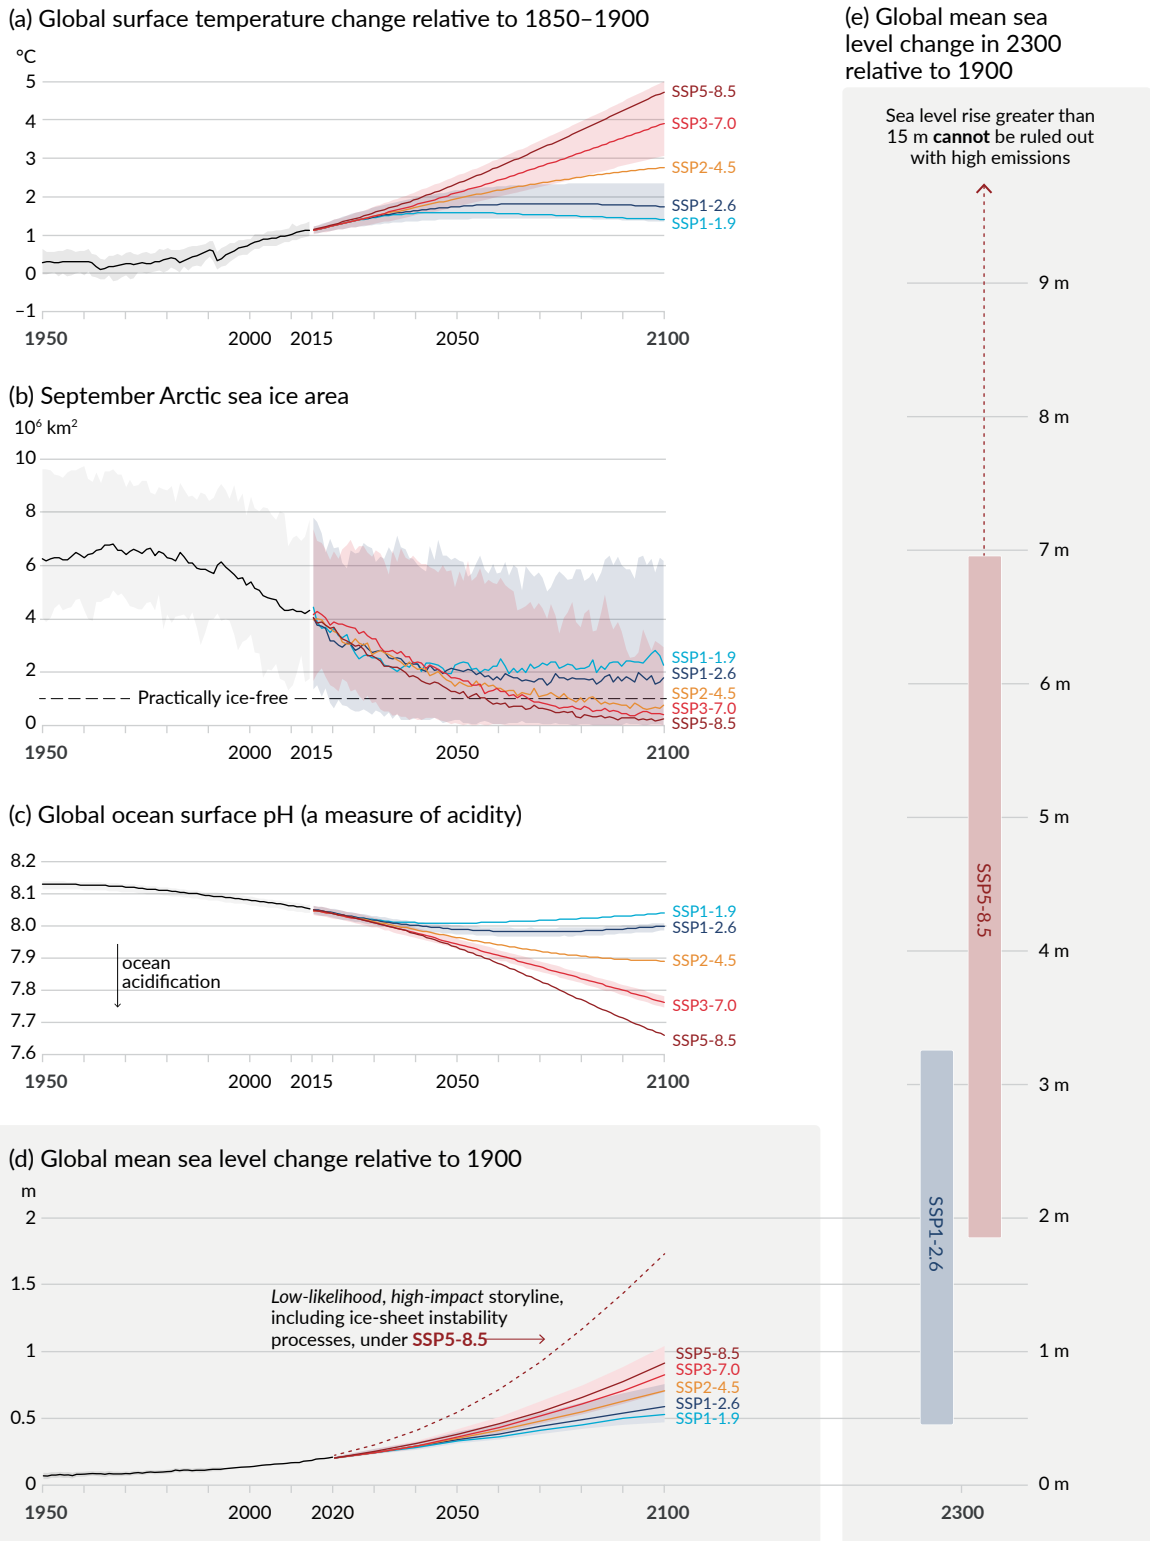 (a) Global surface temperature change relative to 1850–1900
°C
5
4
3
2
1
0
–1
SSP5-8.5
SSP3-7.0
SSP2-4.5
SSP1-2.6
SSP1-1.9
1950 2000 2015 2050 2100
(b) September Arctic sea ice area
10⁶ km²
10
8
6
4
2
0
Practically ice-free
SSP1-1.9
SSP1-2.6
SSP2-4.5
SSP3-7.0
SSP5-8.5
1950 2000 2015 2050 2100
(c) Global ocean surface pH (a measure of acidity)
8.2
8.1
8.0
7.9
7.8
7.7
7.6
ocean
acidification
SSP1-1.9
SSP1-2.6
SSP2-4.5
SSP3-7.0
SSP5-8.5
1950 2000 2015 2050 2100
(d) Global mean sea level change relative to 1900
m
2
1.5
1
0.5
0
Low-likelihood, high-impact storyline,
including ice-sheet instability
processes, under SSP5-8.5
SSP5-8.5
SSP3-7.0
SSP2-4.5
SSP1-2.6
SSP1-1.9
1950 2000 2020 2050 2100
(e) Global mean sea
level change in 2300
relative to 1900
Sea level rise greater than
15 m cannot be ruled out
with high emissions
9 m
8 m
7 m
6 m
5 m
4 m
3 m
2 m
1 m
0 m
SSP5-8.5
SSP1-2.6
2300